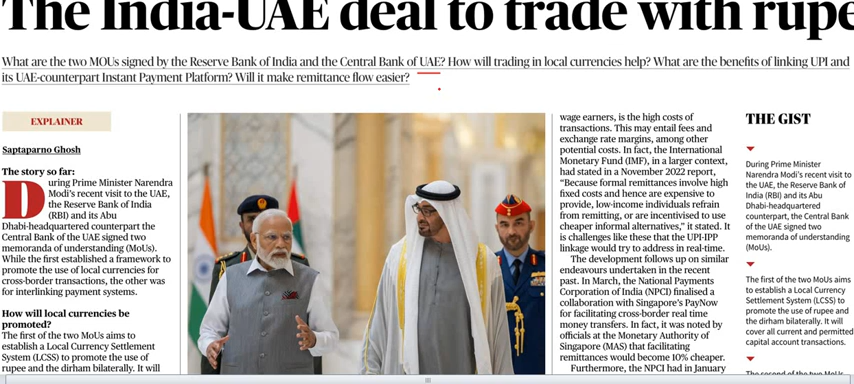 The India-UAE deal to trade with rupe
What are the two MOUs signed by the Reserve Bank of India and the Central Bank of UAE? How will trading in local currencies help? What are the benefits of linking UPI and
its UAE-counterpart Instant Payment Platform? Will it make remittance flow easier?
EXPLAINER
Saptaparno Ghosh
The story so far:
During Prime Minister Narendra
Modi's recent visit to the UAE,
the Reserve Bank of India
(RBI) and its Abu
Dhabi-headquartered counterpart the
Central Bank of the UAE signed two
memoranda of understanding (MoUs).
While the first established a framework to
promote the use of local currencies for
cross-border transactions, the other was
for interlinking payment systems.
How will local currencies be
promoted?
The first of the two MoUs aims to
establish a Local Currency Settlement
System (LCSS) to promote the use of
rupee and the dirham bilaterally. It will
wage earners, is the high costs of
transactions. This may entail fees and
exchange rate margins, among other
potential costs. In fact, the International
Monetary Fund (IMF), in a larger context,
had stated in a November 2022 report,
“Because formal remittances involve high
fixed costs and hence are expensive to
provide, low-income individuals refrain
from remitting, or are incentivised to use
cheaper informal alternatives,” it stated. It
is challenges like these that the UPI-IPP
linkage would try to address in real-time.
The development follows up on similar
endeavours undertaken in the recent
past. In March, the National Payments
Corporation of India (NPCI) finalised a
collaboration with Singapore's PayNow
for facilitating cross-border real time
money transfers. In fact, it was noted by
officials at the Monetary Authority of
Singapore (MAS) that facilitating
remittances would become 10% cheaper.
Furthermore, the NPCI had in January
THE GIST
During Prime Minister
Narendra Modi's recent visit to
the UAE, the Reserve Bank of
India (RBI) and its Abu
Dhabi-headquartered
counterpart, the Central Bank
of the UAE signed two
memoranda of understanding
(MoUs).
The first of the two MoUs aims
to establish a Local Currency
Settlement System (LCSS) to
promote the use of rupee and
the dirham bilaterally. It will
cover all current and permitted
capital account transactions.
The second of the two MoUs